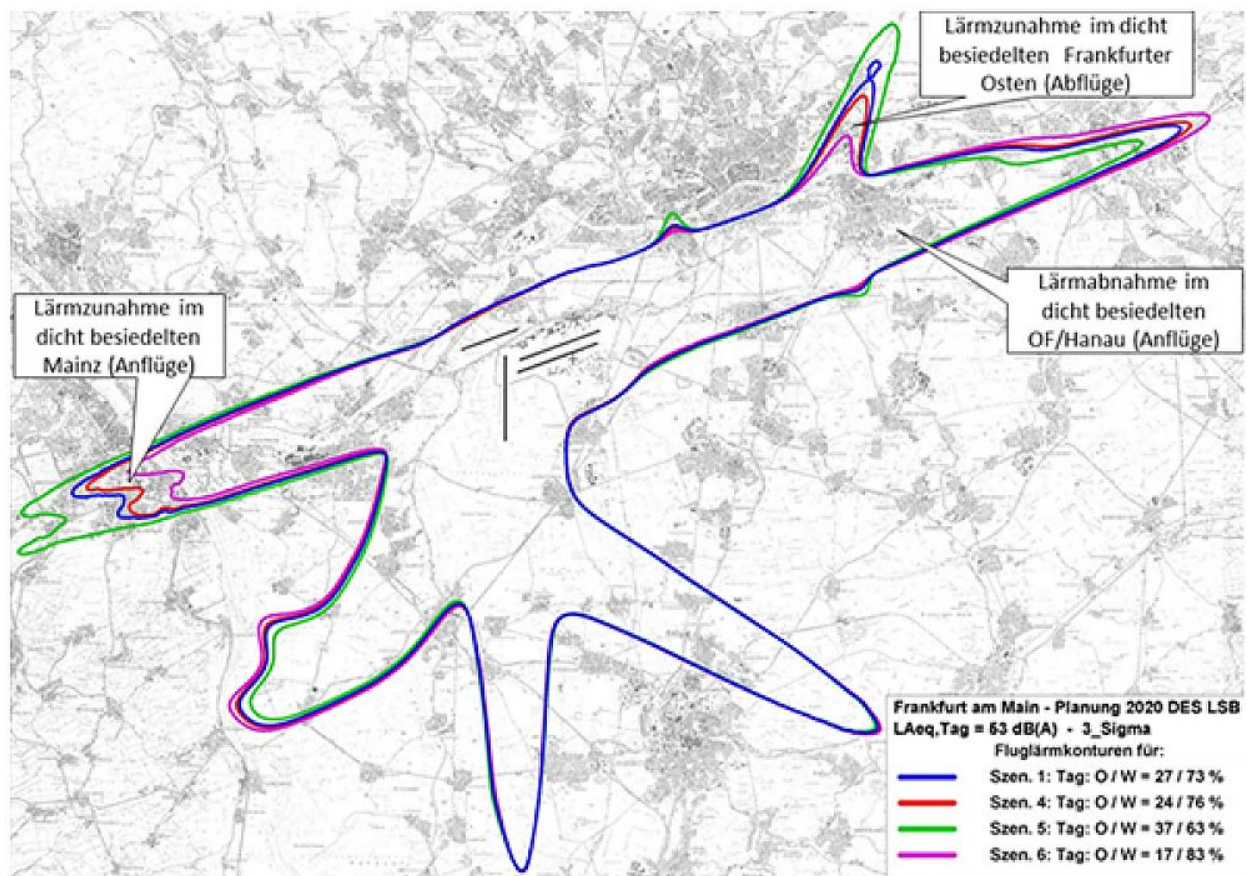 Lärmzunahme im dicht
besiedelten Frankfurter
Osten (Abflüge)
Lärmzunahme im
dicht besiedelten
Mainz (Anflüge)
Lärmabnahme im
dicht besiedelten
OF/Hanau (Anflüge)
Frankfurt am Main - Planung 2020 DES LSB
LAeq,Tag = 53 dB(A) - 3_Sigma
Fluglärmkonturen für:
Szen. 1: Tag: O / W = 27 / 73 %
Szen. 4: Tag: O / W = 24 / 76 %
Szen. 5: Tag: O / W = 37 / 63 %
Szen. 6: Tag: O / W = 17 / 83 %